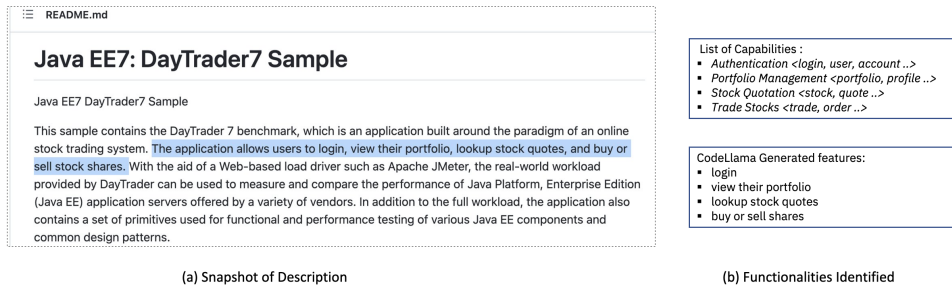 README.md
Java EE7: DayTrader7 Sample
Java EE7 DayTrader7 Sample
This sample contains the DayTrader 7 benchmark, which is an application built around the paradigm of an online
stock trading system. The application allows users to login, view their portfolio, lookup stock quotes, and buy or
sell stock shares. With the aid of a Web-based load driver such as Apache JMeter, the real-world workload
provided by DayTrader can be used to measure and compare the performance of Java Platform, Enterprise Edition
(Java EE) application servers offered by a variety of vendors. In addition to the full workload, the application also
contains a set of primitives used for functional and performance testing of various Java EE components and
common design patterns.
(a) Snapshot of Description
List of Capabilities :
▪ Authentication <login, user, account ..>
▪ Portfolio Management <portfolio, profile ..>
▪ Stock Quotation <stock, quote ..>
▪ Trade Stocks <trade, order ..>
CodeLlama Generated features:
▪ login
▪ view their portfolio
▪ lookup stock quotes
▪ buy or sell shares
(b) Functionalities Identified